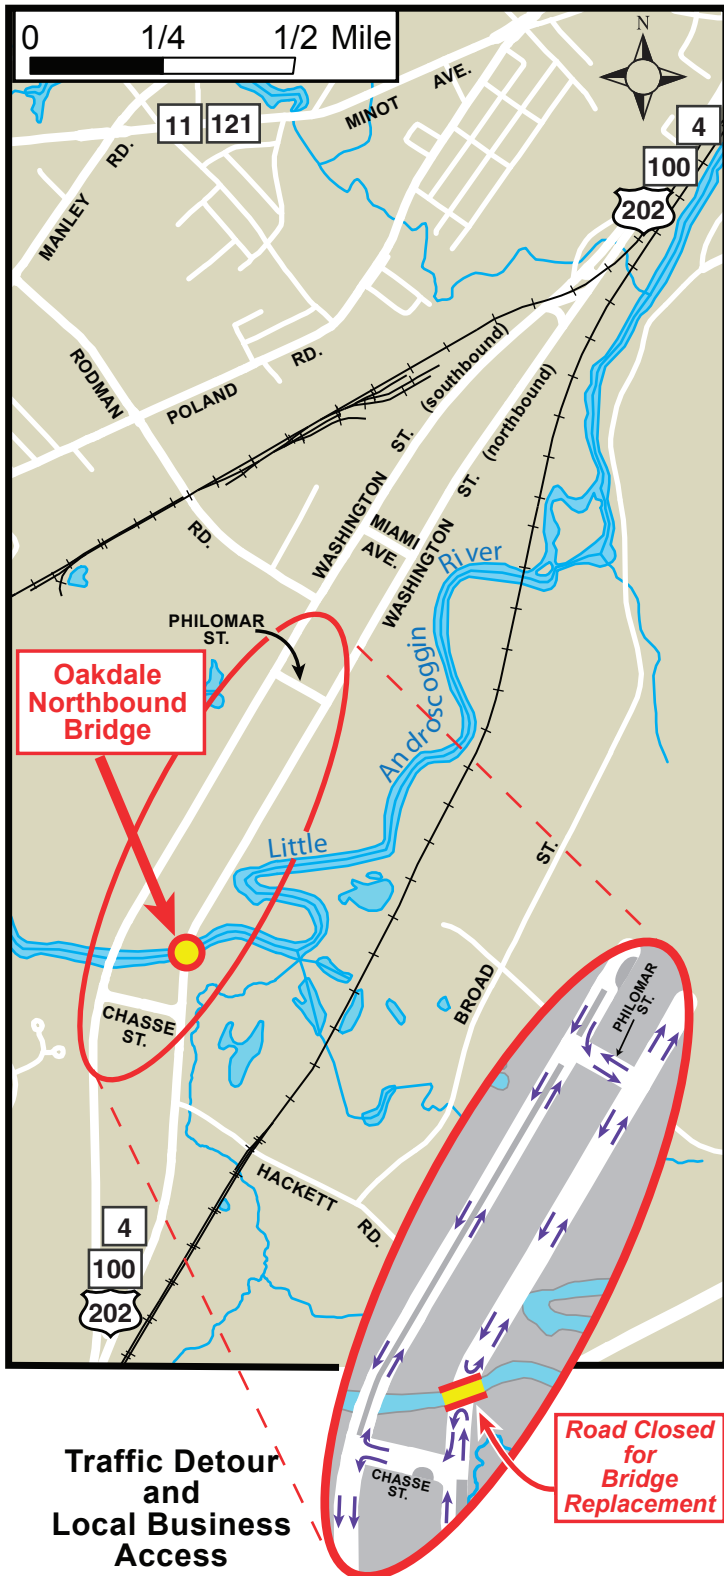 0 1/4 1/2 Mile
N
MINOT AVE.
11 121
4
100
202
MANLEY RD.
RODMAN
RD.
POLAND RD.
WASHINGTON ST. (southbound)
WASHINGTON ST. (northbound)
MIAMI
AVE.
River
Androscoggin
Little
PHILOMAR
ST.
Oakdale
Northbound
Bridge
CHASSE
ST.
BROAD ST.
HACKETT RD.
4
100
202
PHILOMAR
ST.
CHASSE
ST.
Road Closed
for
Bridge
Replacement
Traffic Detour
and
Local Business
Access